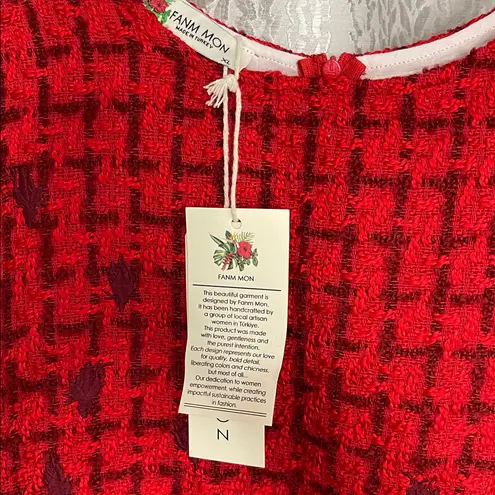 FANM MON
MADE IN TURKEY
FANM MON
This beautiful garment is
designed by Fanm Mon.
It has been handcrafted by
a group of local artisan
women in Türkiye.
This product was made
with love, gentleness and
the purest intention.
Each design represents our love
for quality, bold detail,
liberating colors and chicness,
but most of all...
Our dedication to women
empowerment, while creating
impactful sustainable practices
in fashion.
N